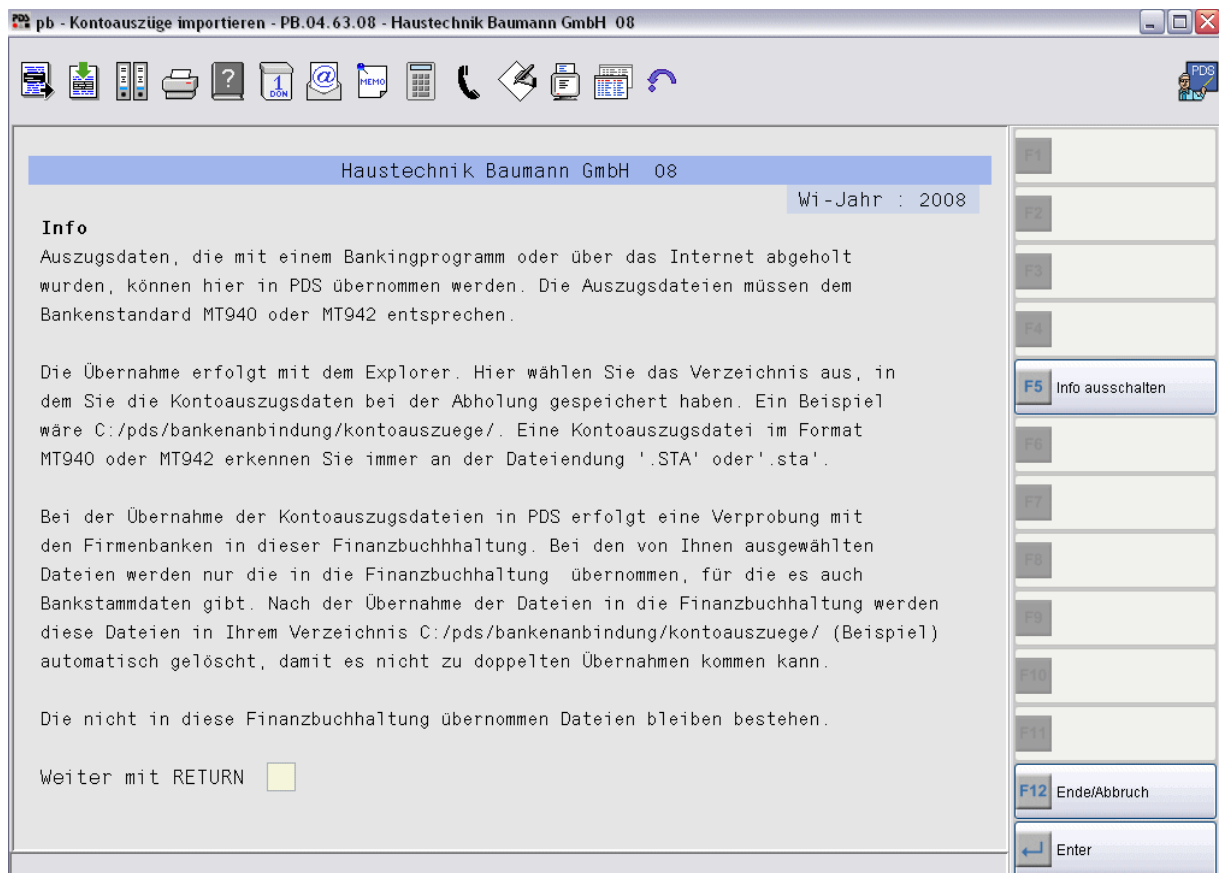 pb - Kontoauszüge importieren - PB.04.63.08 - Haustechnik Baumann GmbH 08
?
1
DON
@
MEMO
PDS
Haustechnik Baumann GmbH 08
Wi-Jahr : 2008
Info
Auszugsdaten, die mit einem Bankingprogramm oder über das Internet abgeholt
wurden, können hier in PDS übernommen werden. Die Auszugsdateien müssen dem
Bankenstandard MT940 oder MT942 entsprechen.
Die Übernahme erfolgt mit dem Explorer. Hier wählen Sie das Verzeichnis aus, in
dem Sie die Kontoauszugsdaten bei der Abholung gespeichert haben. Ein Beispiel
wäre C:/pds/bankenanbindung/kontoauszuege/. Eine Kontoauszugsdatei im Format
MT940 oder MT942 erkennen Sie immer an der Dateiendung '.STA' oder'.sta'.
Bei der Übernahme der Kontoauszugsdateien in PDS erfolgt eine Verprobung mit
den Firmenbanken in dieser Finanzbuchhhaltung. Bei den von Ihnen ausgewählten
Dateien werden nur die in die Finanzbuchhaltung übernommen, für die es auch
Bankstammdaten gibt. Nach der Übernahme der Dateien in die Finanzbuchhaltung werden
diese Dateien in Ihrem Verzeichnis C:/pds/bankenanbindung/kontoauszuege/ (Beispiel)
automatisch gelöscht, damit es nicht zu doppelten Übernahmen kommen kann.
Die nicht in diese Finanzbuchhaltung übernommen Dateien bleiben bestehen.
Weiter mit RETURN
F1
F2
F3
F4
F5 Info ausschalten
F6
F7
F8
F9
F10
F11
F12 Ende/Abbruch
Enter